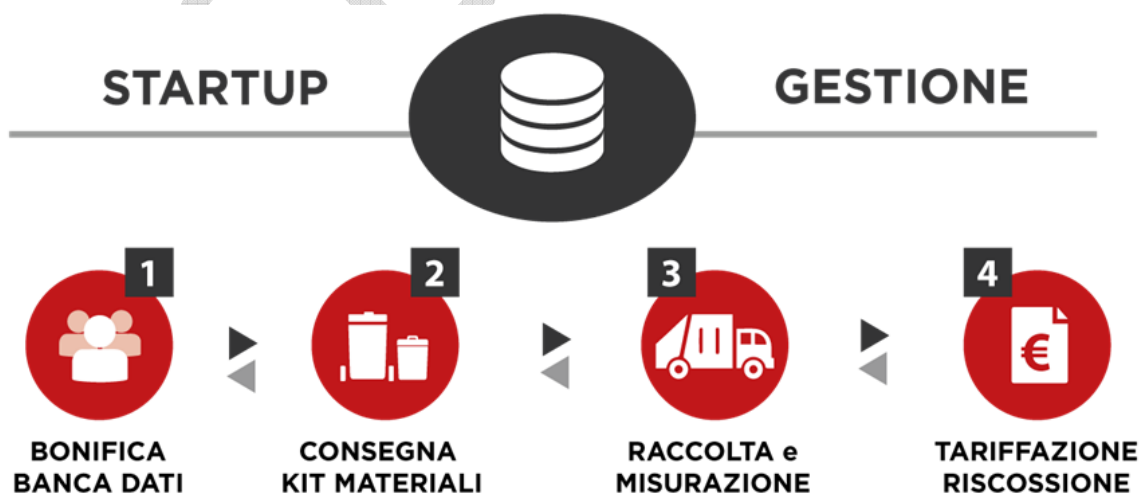 STARTUP
GESTIONE
1
2
3
4
€
BONIFICA
BANCA DATI
CONSEGNA
KIT MATERIALI
RACCOLTA e
MISURAZIONE
TARIFFAZIONE
RISCOSSIONE